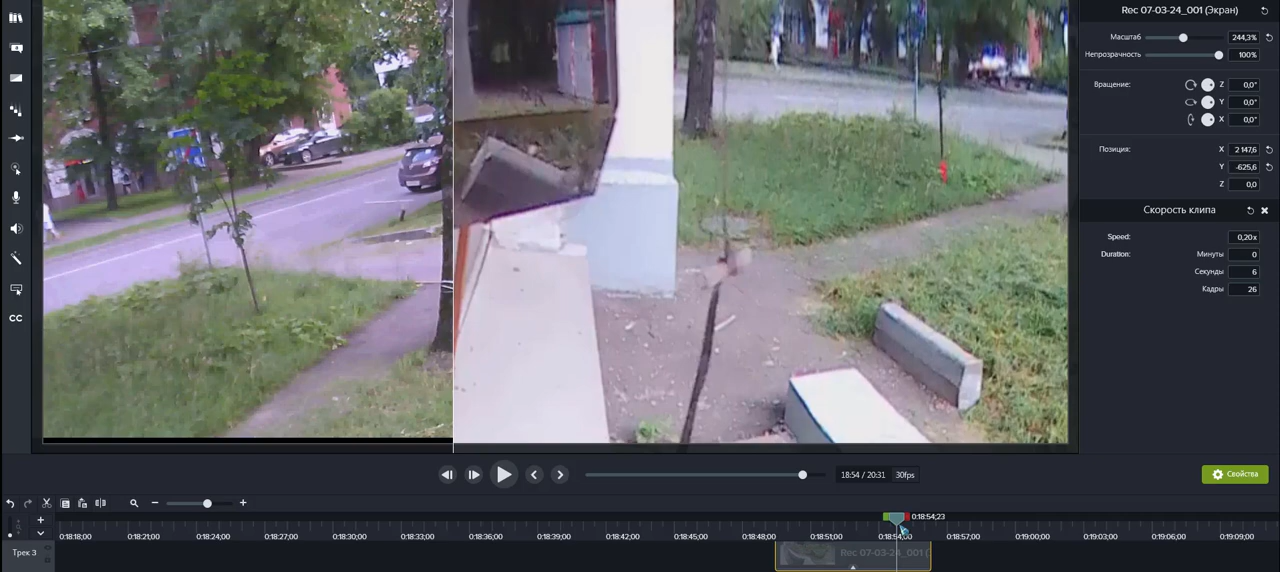 Rec 07-03-24_001 (Экран)
Масштаб 244,3%
Непрозрачность 100%
Вращение: Z 0,0°
Y 0,0°
X 0,0°
Позиция: X 2 147,6
Y -625,6
Z 0,0
Скорость клипа
Speed: 0,20x
Duration: Минуты 0
Секунды 6
Кадры 26
CC
18:54 / 20:31 30fps
Свойства
0:18:54;23
0:18:18;00 0:18:21;00 0:18:24;00 0:18:27;00 0:18:30;00 0:18:33;00 0:18:36;00 0:18:39;00 0:18:42;00 0:18:45;00 0:18:48;00 0:18:51;00 0:18:54;00 0:18:57;00 0:19:00;00 0:19:03;00 0:19:06;00 0:19:09;00
Трек 3
Rec 07-03-24_001 (